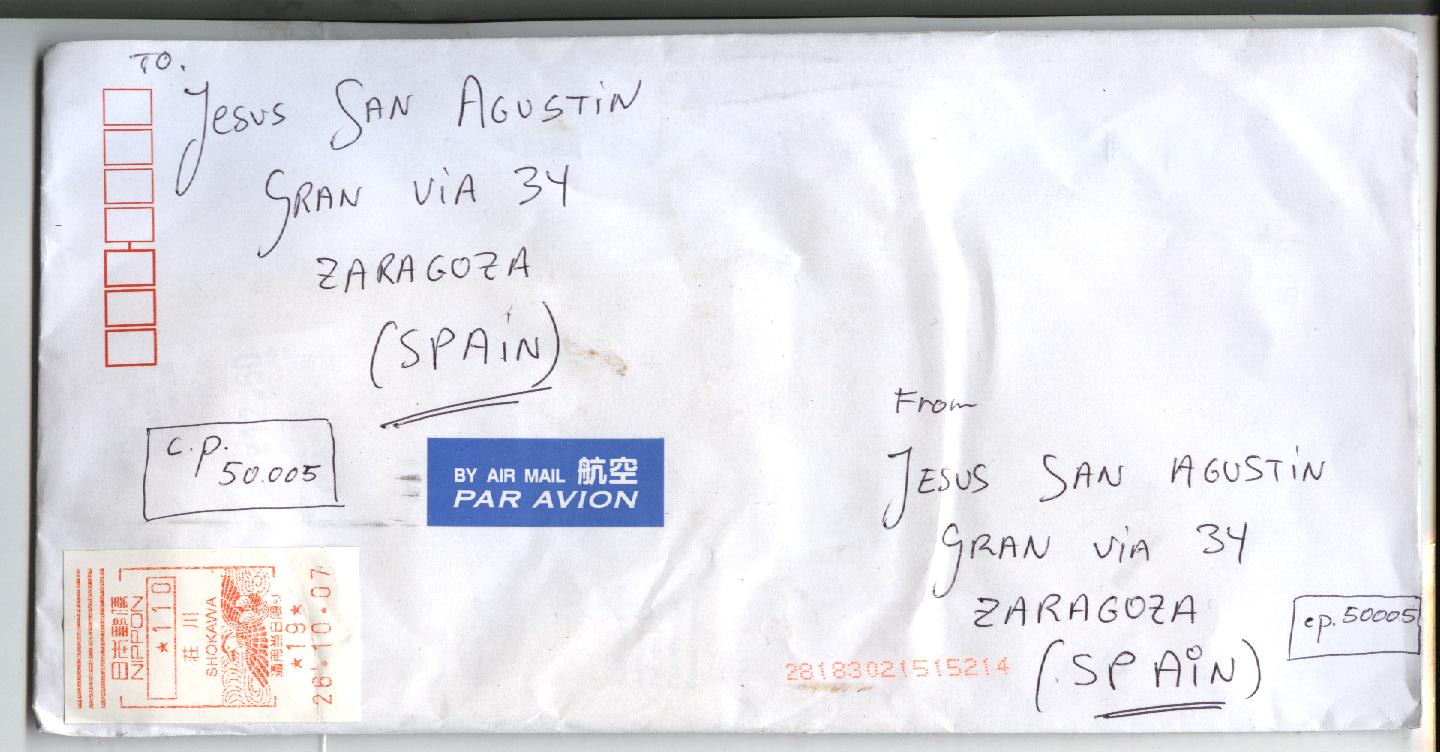 TO.
Jesus SAN AGUSTiN
GRAN ViA 34
ZARAGOZA
(SPAiN)
c.p.
50.005
BY AIR MAIL 航空
PAR AVION
From
JESUS SAN AGUSTiN
GRAN ViA 34
ZARAGOZA
(SPAiN)
cp. 50005
28183021515214
日本郵便
NIPPON
*110
荘川
SHOKAWA
*19*
26.10.07